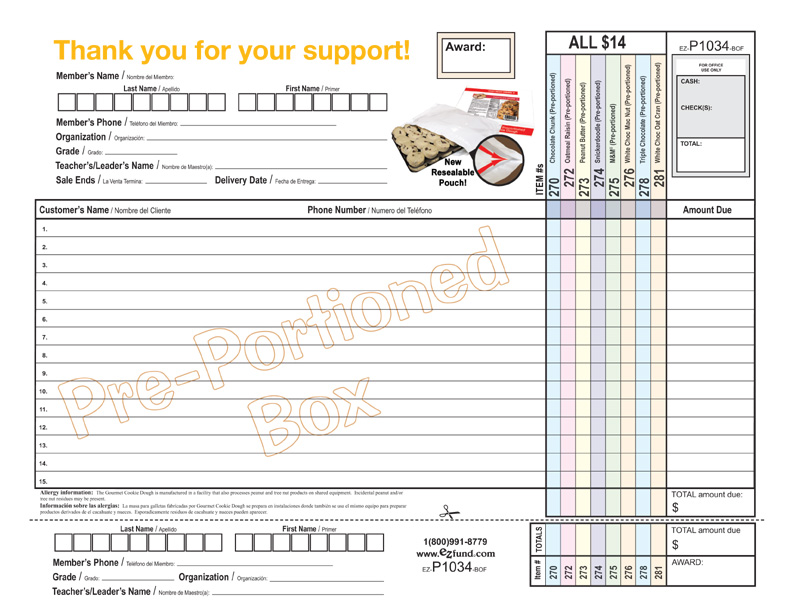 Thank you for your support!
Award:
ALL $14
EZ-P1034-BOF
FOR OFFICE
USE ONLY
CASH:
CHECK(S):
TOTAL:
Member's Name / Nombre del Miembro:
Last Name / Apellido
First Name / Primer
Member's Phone / Teléfono del Miembro:
Organization / Organización:
Grade / Grado:
Teacher's/Leader's Name / Nombre de Maestro(a):
Sale Ends / La Venta Termina:
Delivery Date / Fecha de Entrega:
New
Resealable
Pouch!
ITEM #s
270 Chocolate Chunk (Pre-portioned)
272 Oatmeal Raisin (Pre-portioned)
273 Peanut Butter (Pre-portioned)
274 Snickerdoodle (Pre-portioned)
275 M&M® (Pre-portioned)
276 White Choc Mac Nut (Pre-portioned)
278 Triple Chocolate (Pre-portioned)
281 White Choc Oat Cran (Pre-portioned)
Customer's Name / Nombre del Cliente
Phone Number / Numero del Teléfono
Amount Due
1.
2.
3.
4.
5.
6.
7.
8.
9.
10.
11.
12.
13.
14.
15.
Pre-Portioned
Box
Allergy information: The Gourmet Cookie Dough is manufactured in a facility that also processes peanut and tree nut products on shared equipment. Incidental peanut and/or
tree nut residues may be present.
Información sobre las alergias: La masa para galletas fabricadas por Gourmet Cookie Dough se prepara en instalaciones donde también se usa el mismo equipo para preparar
productos derivados de el cacahuate y nueces. Esporadicamente residuos de cacahuate y nueces pueden aparecer.
TOTAL amount due:
$
Last Name / Apellido
First Name / Primer
Member's Phone / Teléfono del Miembro:
Grade / Grado:
Organization / Organización:
Teacher's/Leader's Name / Nombre de Maestro(a):
1(800)991-8779
www.ezfund.com
EZ-P1034-BOF
TOTALS
Item #
270
272
273
274
275
276
278
281
TOTAL amount due
$
AWARD: